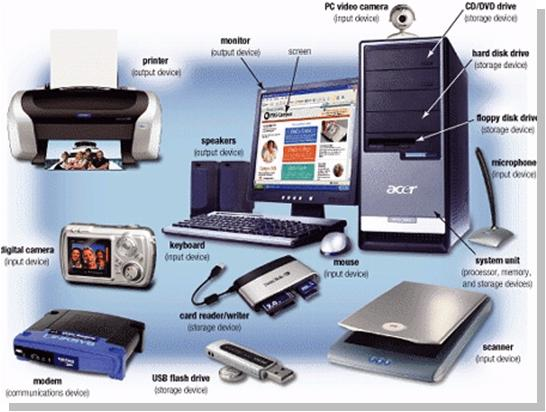 PC video camera
(input device)
CD/DVD drive
(storage device)
monitor
(output device)
screen
printer
(output device)
hard disk drive
(storage device)
floppy disk drive
(storage device)
speakers
(output device)
microphone
(input device)
acer
digital camera
(input device)
keyboard
(input device)
mouse
(input device)
system unit
(processor, memory,
and storage devices)
card reader/writer
(storage device)
scanner
(input device)
modem
(communications device)
USB flash drive
(storage device)